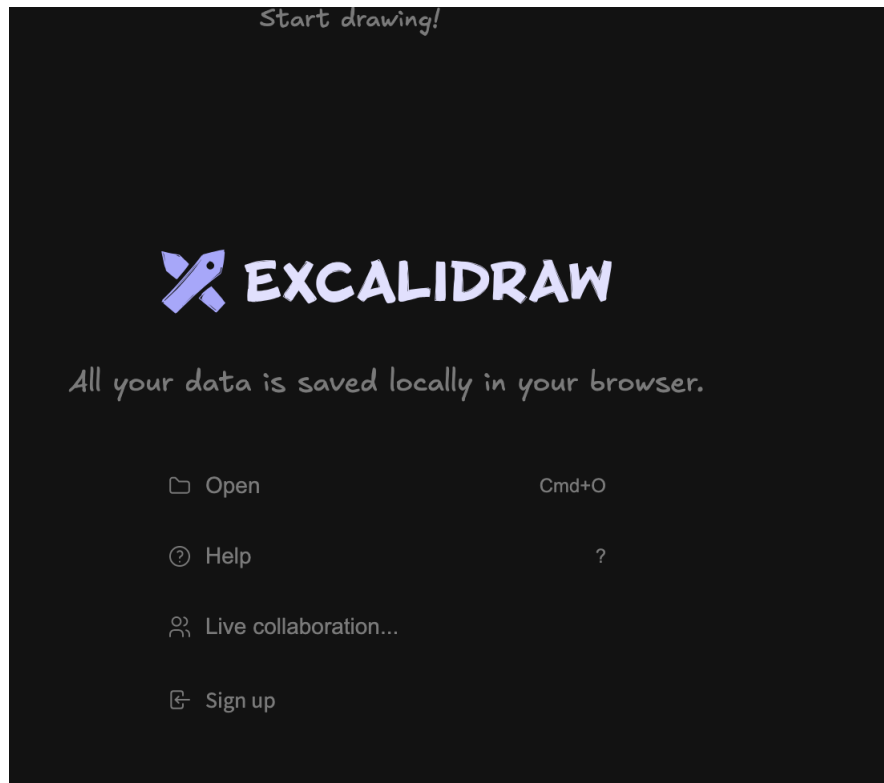 Start drawing!
EXCALIDRAW
All your data is saved locally in your browser.
Open Cmd+O
Help ?
Live collaboration...
Sign up